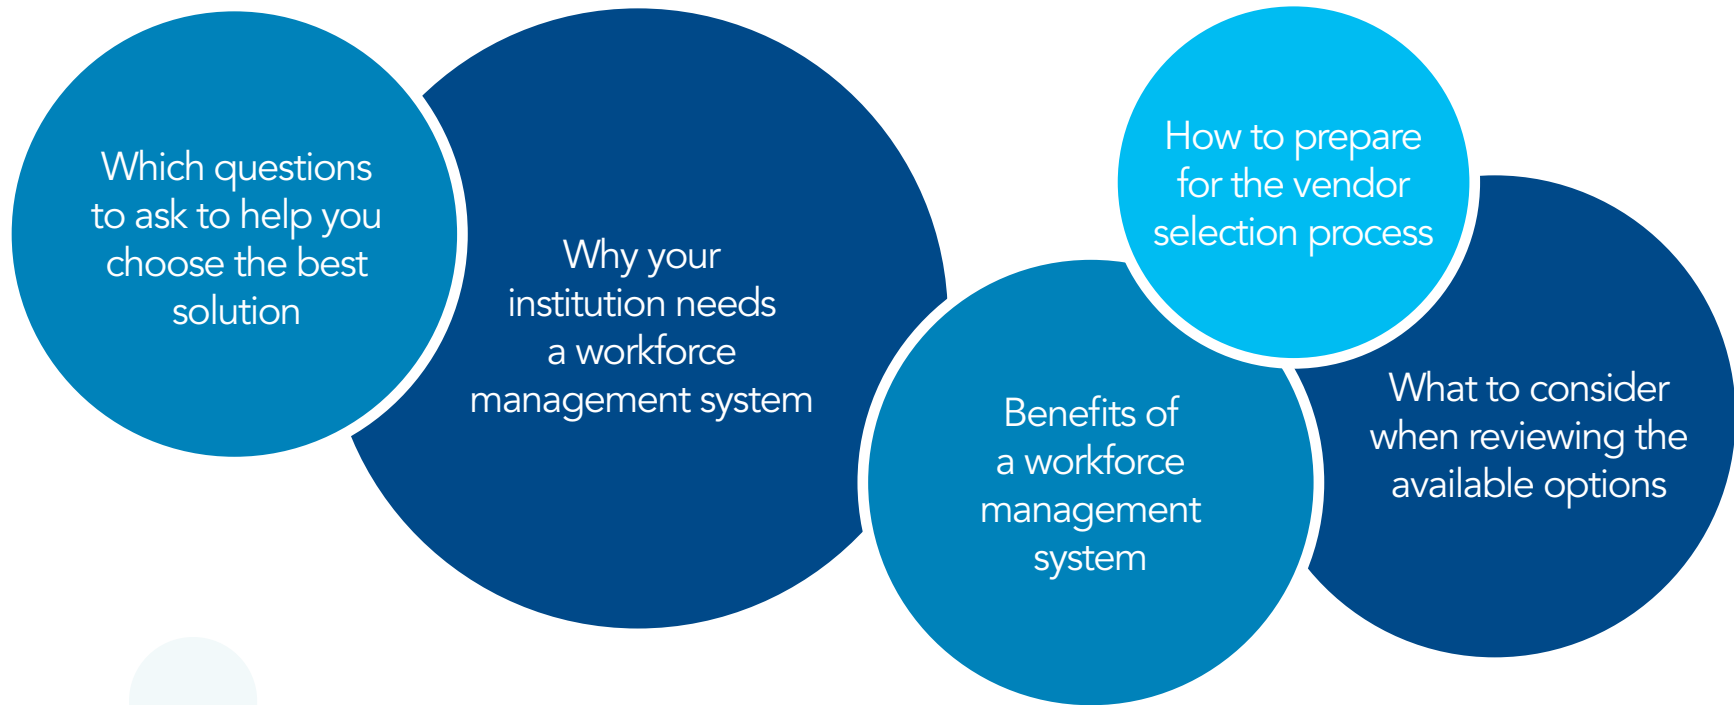 Which questions
to ask to help you
choose the best
solution
Why your
institution needs
a workforce
management system
Benefits of
a workforce
management
system
How to prepare
for the vendor
selection process
What to consider
when reviewing the
available options